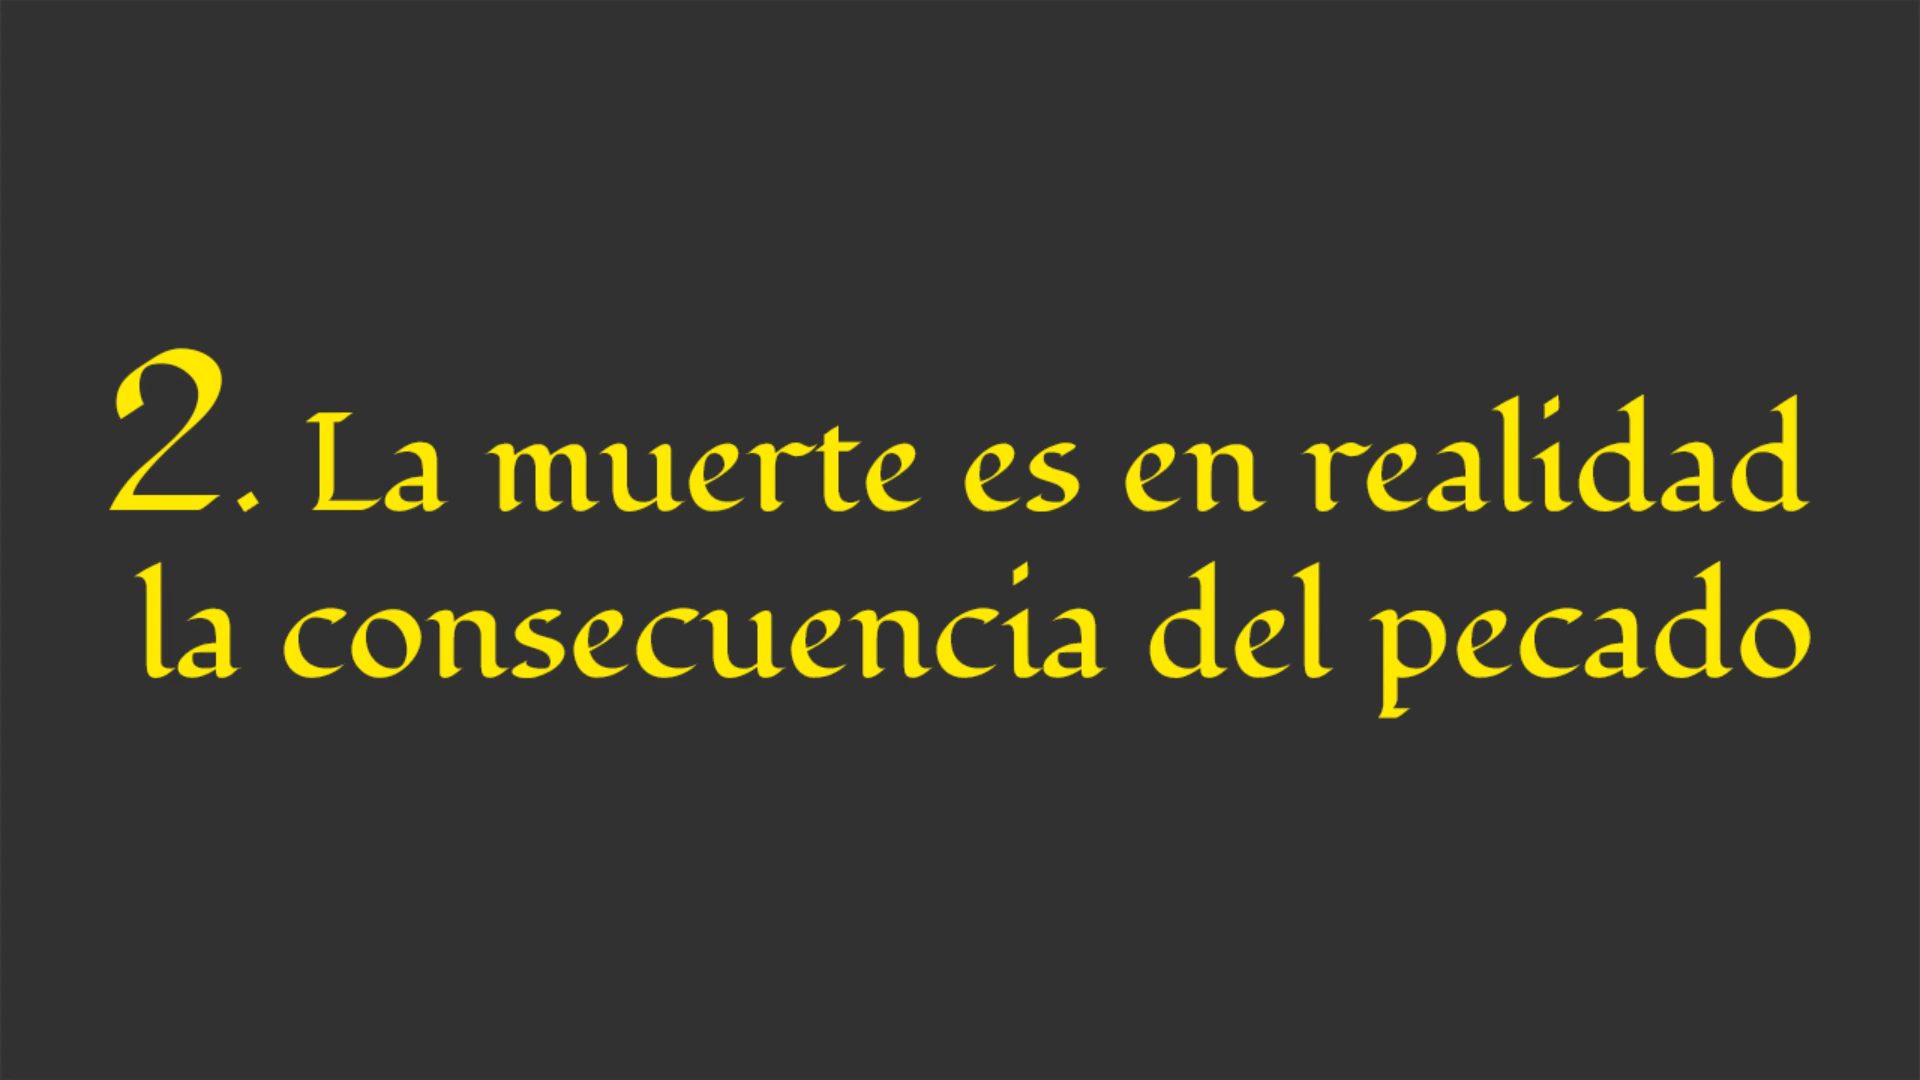 2. La muerte es en realidad
la consecuencia del pecado